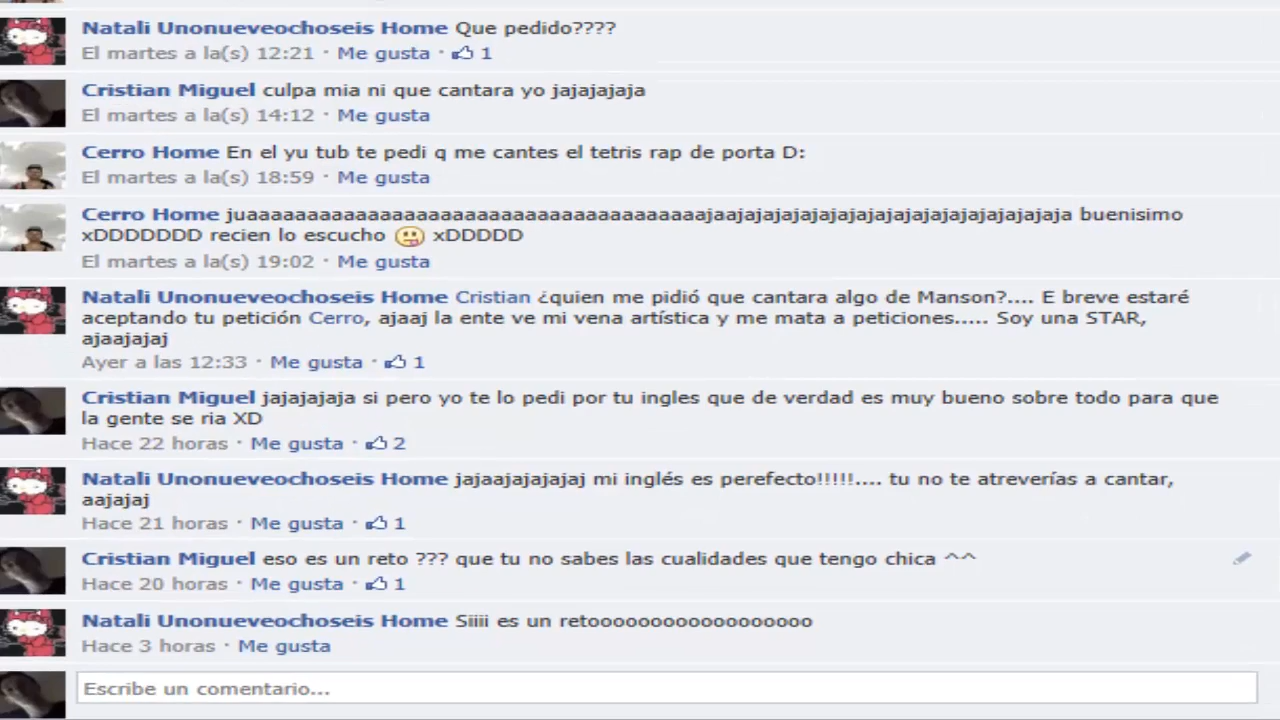 Natali Unonueveochoseis Home Que pedido????
El martes a la(s) 12:21 · Me gusta · 1
Cristian Miguel culpa mia ni que cantara yo jajajajaja
El martes a la(s) 14:12 · Me gusta
Cerro Home En el yu tub te pedi q me cantes el tetris rap de porta D:
El martes a la(s) 18:59 · Me gusta
Cerro Home juaaaaaaaaaaaaaaaaaaaaaaaaaaaaaaaaaaaaaajaajajajajajajajajajajajajajajajajajaja buenisimo
xDDDDDDD recien lo escucho xDDDDD
El martes a la(s) 19:02 · Me gusta
Natali Unonueveochoseis Home Cristian ¿quien me pidió que cantara algo de Manson?.... E breve estaré
aceptando tu petición Cerro, ajaaj la ente ve mi vena artística y me mata a peticiones..... Soy una STAR,
ajaajajaj
Ayer a las 12:33 · Me gusta · 1
Cristian Miguel jajajajaja si pero yo te lo pedi por tu ingles que de verdad es muy bueno sobre todo para que
la gente se ria XD
Hace 22 horas · Me gusta · 2
Natali Unonueveochoseis Home jajaajajajajaj mi inglés es perefecto!!!!!.... tu no te atreverías a cantar,
aajajaj
Hace 21 horas · Me gusta · 1
Cristian Miguel eso es un reto ??? que tu no sabes las cualidades que tengo chica ^^
Hace 20 horas · Me gusta · 1
Natali Unonueveochoseis Home Siiii es un retoooooooooooooooooo
Hace 3 horas · Me gusta
Escribe un comentario...